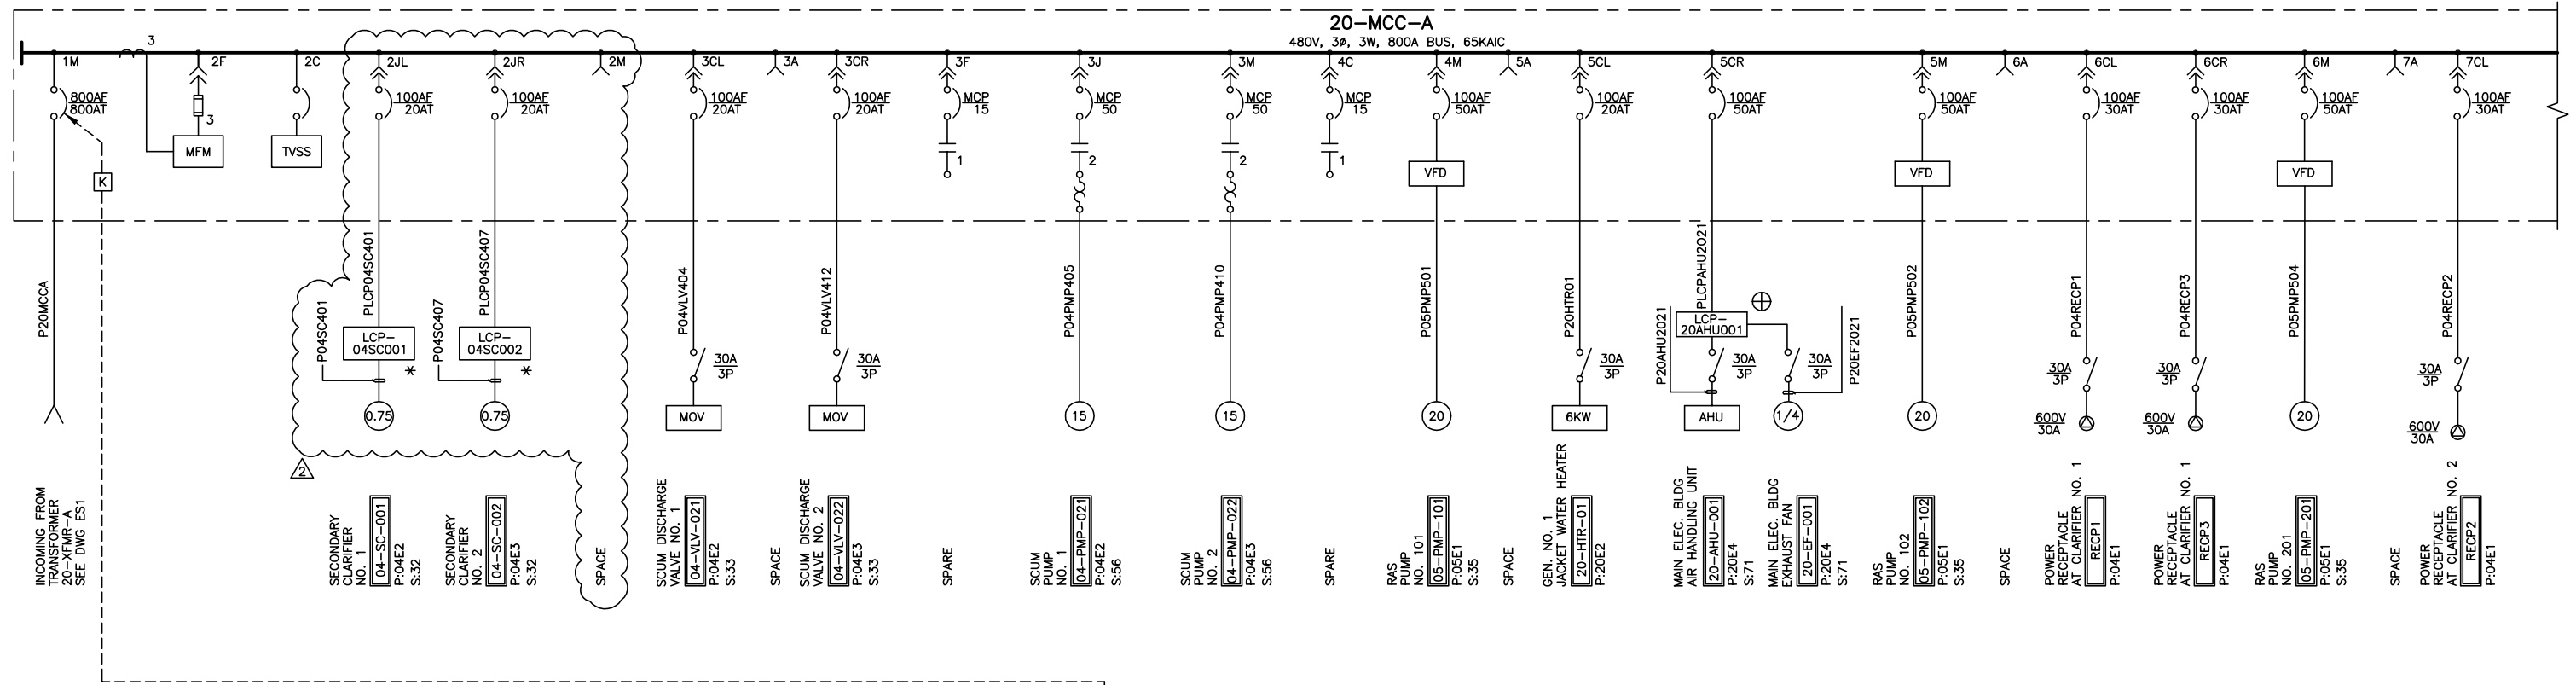 20-MCC-A
480V, 3ø, 3W, 800A BUS, 65KAIC
3
1M
2F
2C
2JL
2JR
2M
3CL
3A
3CR
3F
3J
3M
4C
4M
5A
5CL
5CR
5M
6A
6CL
6CR
6M
7A
7CL
800AF
800AT
3
100AF
20AT
100AF
20AT
100AF
20AT
100AF
20AT
MCP
15
MCP
50
MCP
50
MCP
15
100AF
50AT
100AF
20AT
100AF
50AT
100AF
50AT
100AF
30AT
100AF
30AT
100AF
50AT
100AF
30AT
MFM
TVSS
1
2
2
1
VFD
VFD
VFD
K
P20MCCA
PLCP04SC401
PLCP04SC407
P04SC401
P04SC407
P04VLV404
P04VLV412
P04PMP405
P04PMP410
P05PMP501
P20HTR01
PLCPAHU2021
P20AHU2021
P20EF2021
P05PMP502
P04RECP1
P04RECP3
P05PMP504
P04RECP2
LCP-
04SC001
*
LCP-
04SC002
*
LCP-
20AHU001
30A
3P
30A
3P
30A
3P
30A
3P
30A
3P
30A
3P
30A
3P
30A
3P
0.75
0.75
MOV
MOV
15
15
20
6KW
AHU
1/4
20
600V
30A
600V
30A
20
600V
30A
2
INCOMING FROM
TRANSFORMER
20-XFMR-A
SEE DWG ES1
SECONDARY
CLARIFIER
NO. 1
04-SC-001
P:04E2
S:32
SECONDARY
CLARIFIER
NO. 2
04-SC-002
P:04E3
S:32
SPACE
SCUM DISCHARGE
VALVE NO. 1
04-VLV-021
P:04E2
S:33
SPACE
SCUM DISCHARGE
VALVE NO. 2
04-VLV-022
P:04E3
S:33
SPARE
SCUM
PUMP
NO. 1
04-PMP-021
P:04E2
S:56
SCUM
PUMP
NO. 2
04-PMP-022
P:04E3
S:56
SPARE
RAS
PUMP
NO. 101
05-PMP-101
P:05E1
S:35
SPACE
GEN. NO. 1
JACKET WATER HEATER
20-HTR-01
P:20E2
MAIN ELEC. BLDG
AIR HANDLING UNIT
20-AHU-001
P:20E4
S:71
MAIN ELEC. BLDG
EXHAUST FAN
20-EF-001
P:20E4
S:71
RAS
PUMP
NO. 102
05-PMP-102
P:05E1
S:35
SPACE
POWER
RECEPTACLE
AT CLARIFIER NO. 1
RECP1
P:04E1
POWER
RECEPTACLE
AT CLARIFIER NO. 1
RECP3
P:04E1
RAS
PUMP
NO. 201
05-PMP-201
P:05E1
S:35
SPACE
POWER
RECEPTACLE
AT CLARIFIER NO. 2
RECP2
P:04E1